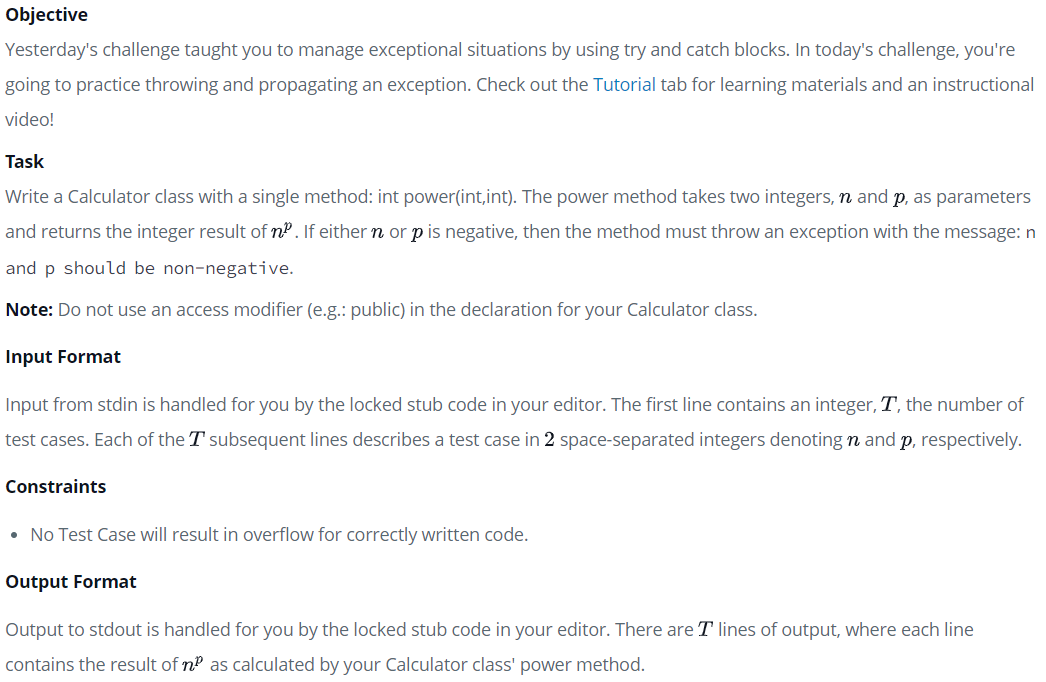 Objective
Yesterday's challenge taught you to manage exceptional situations by using try and catch blocks. In today's challenge, you're
going to practice throwing and propagating an exception. Check out the Tutorial tab for learning materials and an instructional
video!
Task
Write a Calculator class with a single method: int power(int,int). The power method takes two integers, n and p, as parameters
and returns the integer result of n^p. If either n or p is negative, then the method must throw an exception with the message: n
and p should be non-negative.
Note: Do not use an access modifier (e.g.: public) in the declaration for your Calculator class.
Input Format
Input from stdin is handled for you by the locked stub code in your editor. The first line contains an integer, T, the number of
test cases. Each of the T subsequent lines describes a test case in 2 space-separated integers denoting n and p, respectively.
Constraints
• No Test Case will result in overflow for correctly written code.
Output Format
Output to stdout is handled for you by the locked stub code in your editor. There are T lines of output, where each line
contains the result of n^p as calculated by your Calculator class' power method.